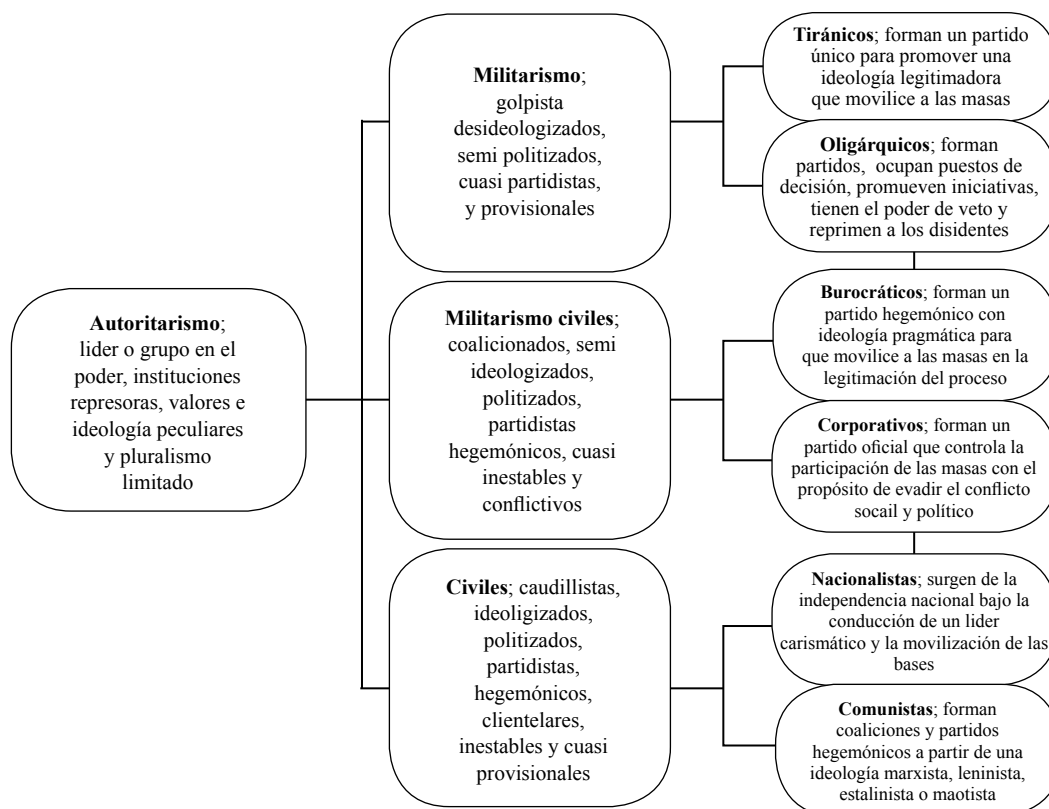 Autoritarismo;
lider o grupo en el
poder, instituciones
represoras, valores e
ideología peculiares
y pluralismo
limitado
Militarismo;
golpista
desideologizados,
semi politizados,
cuasi partidistas,
y provisionales
Tiránicos; forman un partido
único para promover una
ideología legitimadora
que movilice a las masas
Oligárquicos; forman
partidos, ocupan puestos de
decisión, promueven iniciativas,
tienen el poder de veto y
reprimen a los disidentes
Militarismo civiles;
coalicionados, semi
ideologizados,
politizados,
partidistas
hegemónicos, cuasi
inestables y
conflictivos
Burocráticos; forman un
partido hegemónico con
ideología pragmática para
que movilice a las masas en la
legitimación del proceso
Corporativos; forman un
partido oficial que controla la
participación de las masas con el
propósito de evadir el conflicto
socail y político
Civiles; caudillistas,
ideoligizados,
politizados,
partidistas,
hegemónicos,
clientelares,
inestables y cuasi
provisionales
Nacionalistas; surgen de la
independencia nacional bajo la
conducción de un lider
carismático y la movilización de las
bases
Comunistas; forman
coaliciones y partidos
hegemónicos a partir de una
ideología marxista, leninista,
estalinista o maotista